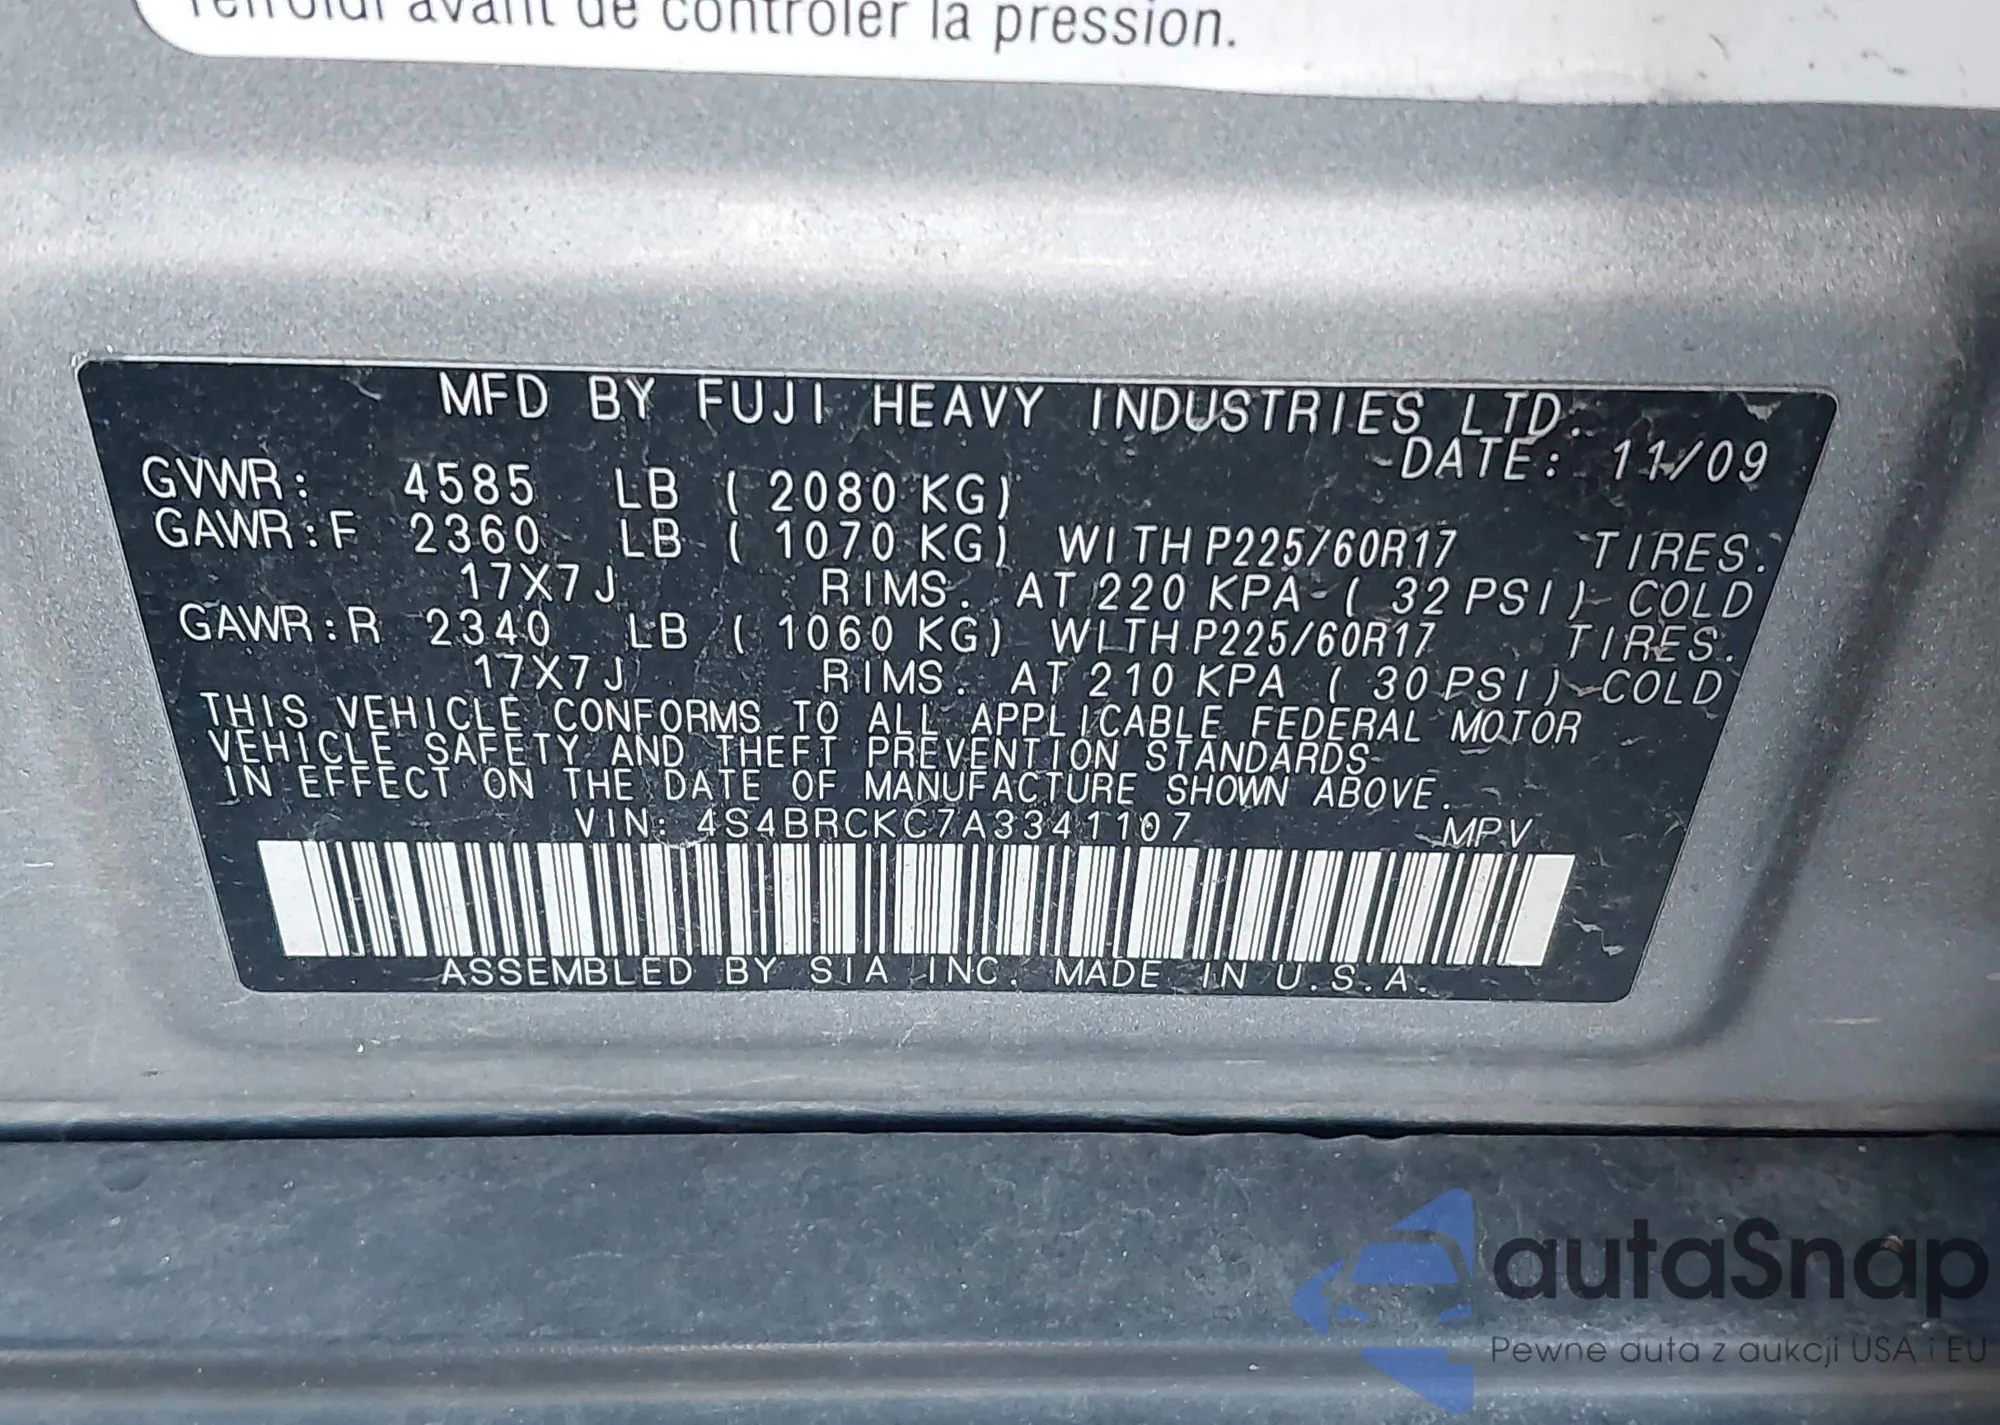 refroidi avant de contrôler la pression.
MFD BY FUJI HEAVY INDUSTRIES LTD.
DATE: 11/09
GVWR: 4585 LB ( 2080 KG)
GAWR:F 2360 LB ( 1070 KG) WITH P225/60R17 TIRES.
17X7J RIMS. AT 220 KPA ( 32 PSI) COLD
GAWR:R 2340 LB ( 1060 KG) WITH P225/60R17 TIRES.
17X7J RIMS. AT 210 KPA ( 30 PSI) COLD
THIS VEHICLE CONFORMS TO ALL APPLICABLE FEDERAL MOTOR
VEHICLE SAFETY AND THEFT PREVENTION STANDARDS
IN EFFECT ON THE DATE OF MANUFACTURE SHOWN ABOVE.
VIN: 4S4BRCKC7A3341107 MPV
ASSEMBLED BY SIA INC. MADE IN U.S.A.
autaSnap
Pewne auta z aukcji USA i EU